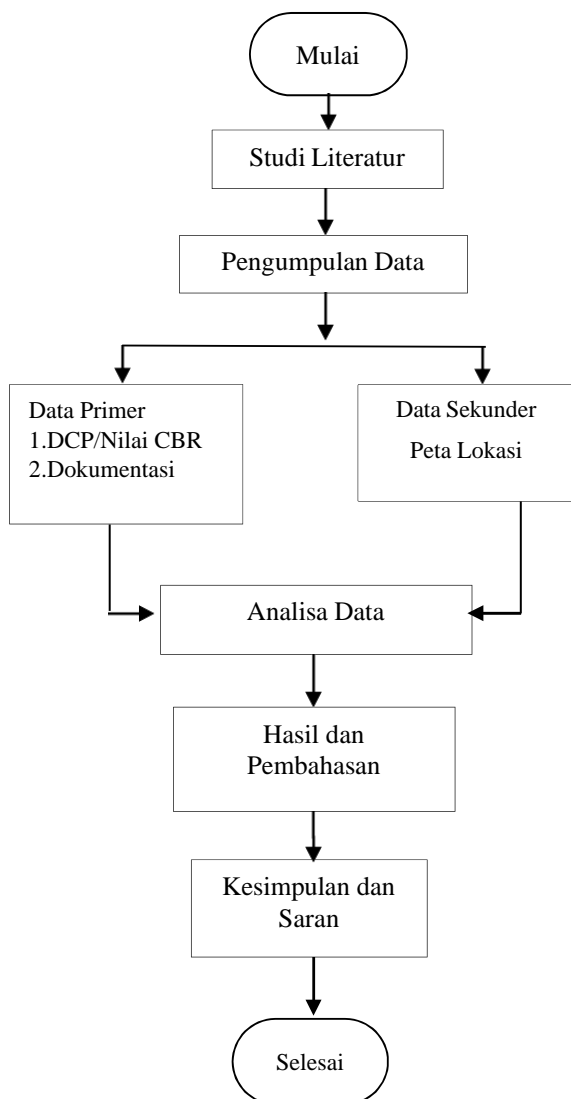 Mulai
Studi Literatur
Pengumpulan Data
Data Primer
1.DCP/Nilai CBR
2.Dokumentasi
Data Sekunder
Peta Lokasi
Analisa Data
Hasil dan
Pembahasan
Kesimpulan dan
Saran
Selesai